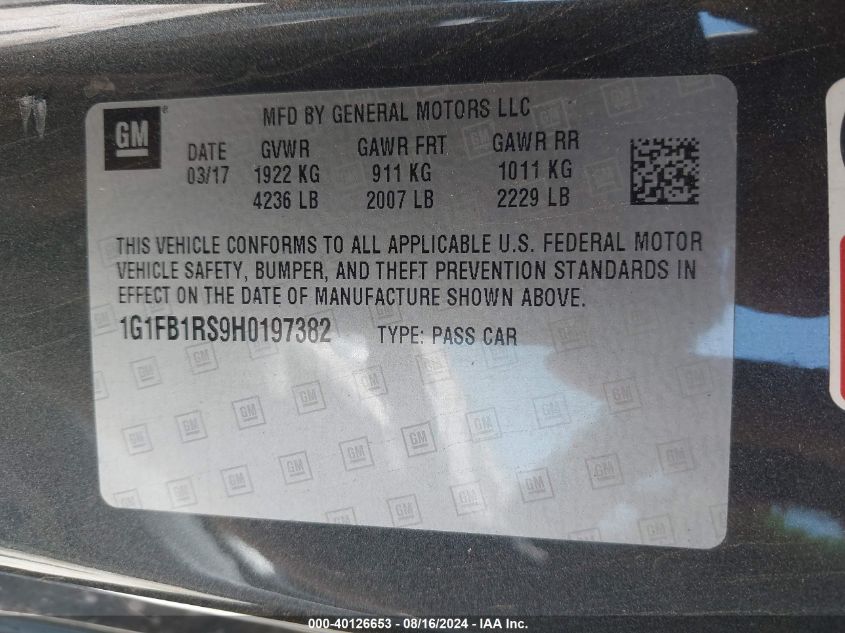 GM
MFD BY GENERAL MOTORS LLC
DATE GVWR GAWR FRT GAWR RR
03/17 1922 KG 911 KG 1011 KG
4236 LB 2007 LB 2229 LB
THIS VEHICLE CONFORMS TO ALL APPLICABLE U.S. FEDERAL MOTOR
VEHICLE SAFETY, BUMPER, AND THEFT PREVENTION STANDARDS IN
EFFECT ON THE DATE OF MANUFACTURE SHOWN ABOVE.
1G1FB1RS9H0197382 TYPE: PASS CAR
000-40126653 - 08/16/2024 - IAA Inc.